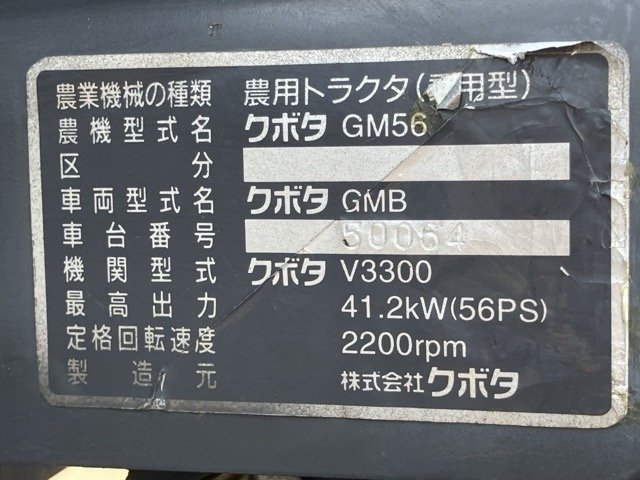 農業機械の種類 農用トラクタ(乗用型)
農機型式名 クボタ GM56
区分
車両型式名 クボタ GMB
車台番号 50064
機関型式 クボタ V3300
最高出力 41.2kW(56PS)
定格回転速度 2200rpm
製造元 株式会社クボタ